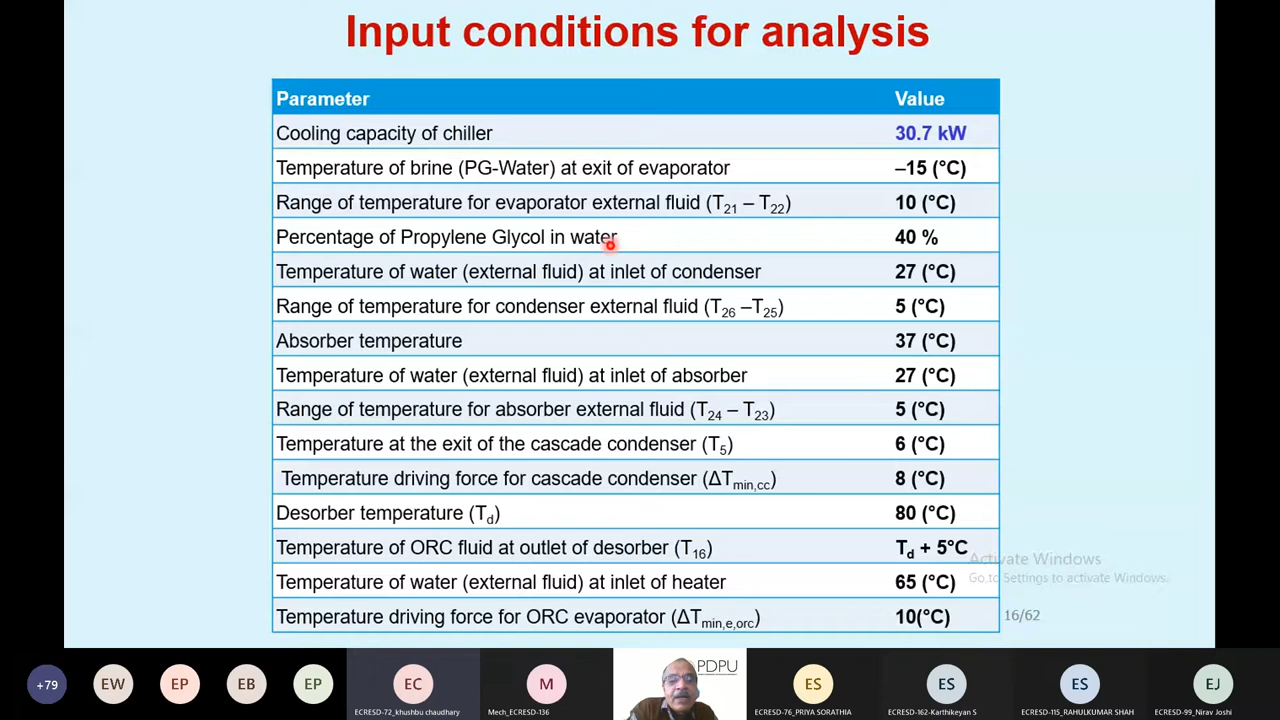 Input conditions for analysis
Parameter Value
Cooling capacity of chiller 30.7 kW
Temperature of brine (PG-Water) at exit of evaporator –15 (°C)
Range of temperature for evaporator external fluid (T21 – T22) 10 (°C)
Percentage of Propylene Glycol in water 40 %
Temperature of water (external fluid) at inlet of condenser 27 (°C)
Range of temperature for condenser external fluid (T26 –T25) 5 (°C)
Absorber temperature 37 (°C)
Temperature of water (external fluid) at inlet of absorber 27 (°C)
Range of temperature for absorber external fluid (T24 – T23) 5 (°C)
Temperature at the exit of the cascade condenser (T5) 6 (°C)
Temperature driving force for cascade condenser (ΔTmin,cc) 8 (°C)
Desorber temperature (Td) 80 (°C)
Temperature of ORC fluid at outlet of desorber (T16) Td + 5°C
Activate Windows
Go to Settings to activate Windows.
Temperature of water (external fluid) at inlet of heater 65 (°C)
Temperature driving force for ORC evaporator (ΔTmin,e,orc) 10(°C)
16/62
+79 EW EP EB EP EC M PDPU ES ES ES EJ
ECRESD-72_khushbu chaudhary Mech_ECRESD-136 ECRESD-76_PRIYA SORATHIA ECRESD-162-Karthikeyan S ECRESD-115_RAHULKUMAR SHAH ECRESD-99_Nirav Joshi